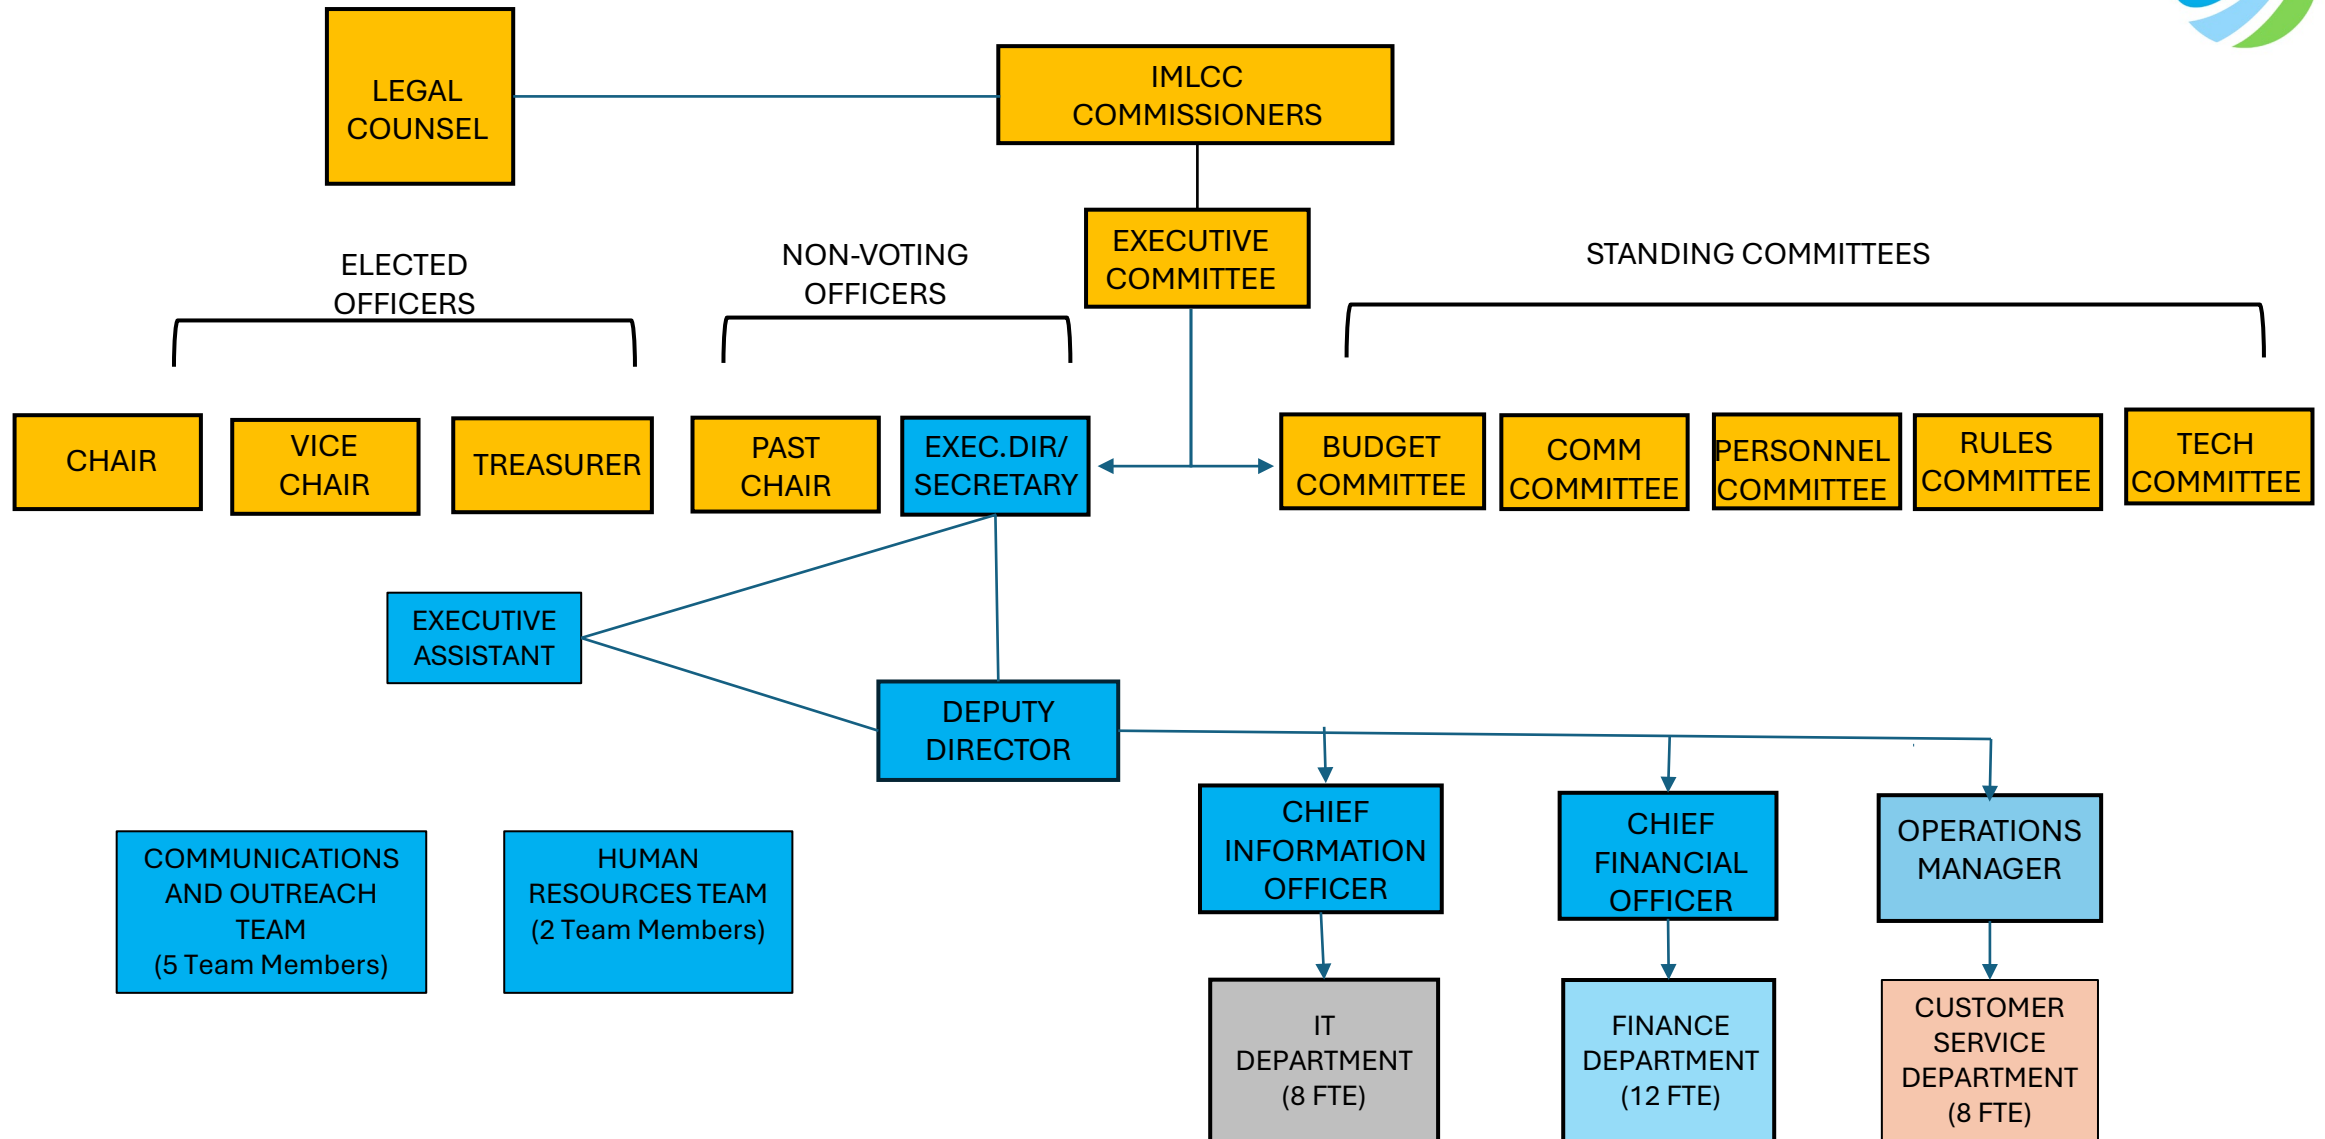 LEGAL
COUNSEL
IMLCC
COMMISSIONERS
EXECUTIVE
COMMITTEE
ELECTED
OFFICERS
NON-VOTING
OFFICERS
STANDING COMMITTEES
CHAIR
VICE
CHAIR
TREASURER
PAST
CHAIR
EXEC.DIR/
SECRETARY
BUDGET
COMMITTEE
COMM
COMMITTEE
PERSONNEL
COMMITTEE
RULES
COMMITTEE
TECH
COMMITTEE
EXECUTIVE
ASSISTANT
DEPUTY
DIRECTOR
COMMUNICATIONS
AND OUTREACH
TEAM
(5 Team Members)
HUMAN
RESOURCES TEAM
(2 Team Members)
CHIEF
INFORMATION
OFFICER
CHIEF
FINANCIAL
OFFICER
OPERATIONS
MANAGER
IT
DEPARTMENT
(8 FTE)
FINANCE
DEPARTMENT
(12 FTE)
CUSTOMER
SERVICE
DEPARTMENT
(8 FTE)